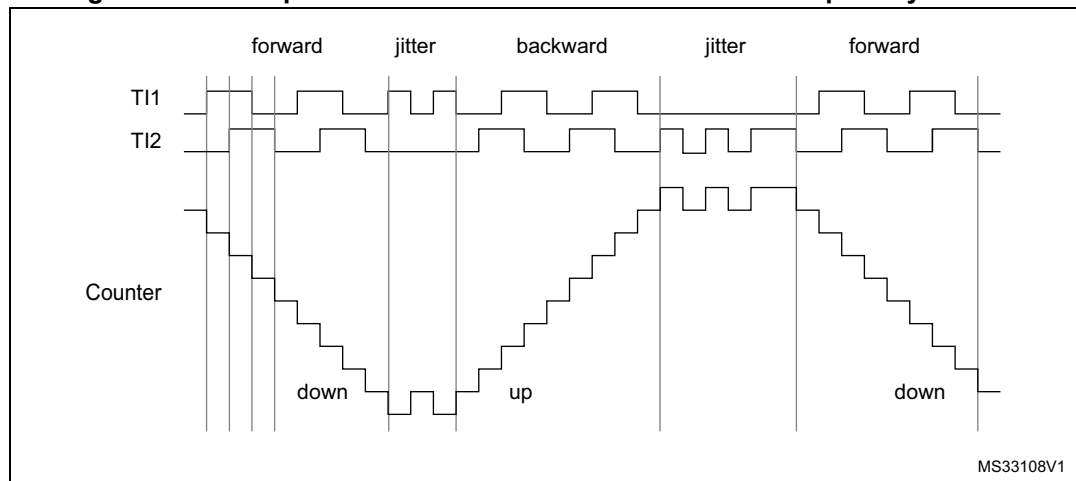 forward jitter backward jitter forward
TI1
TI2
Counter
down up down
MS33108V1